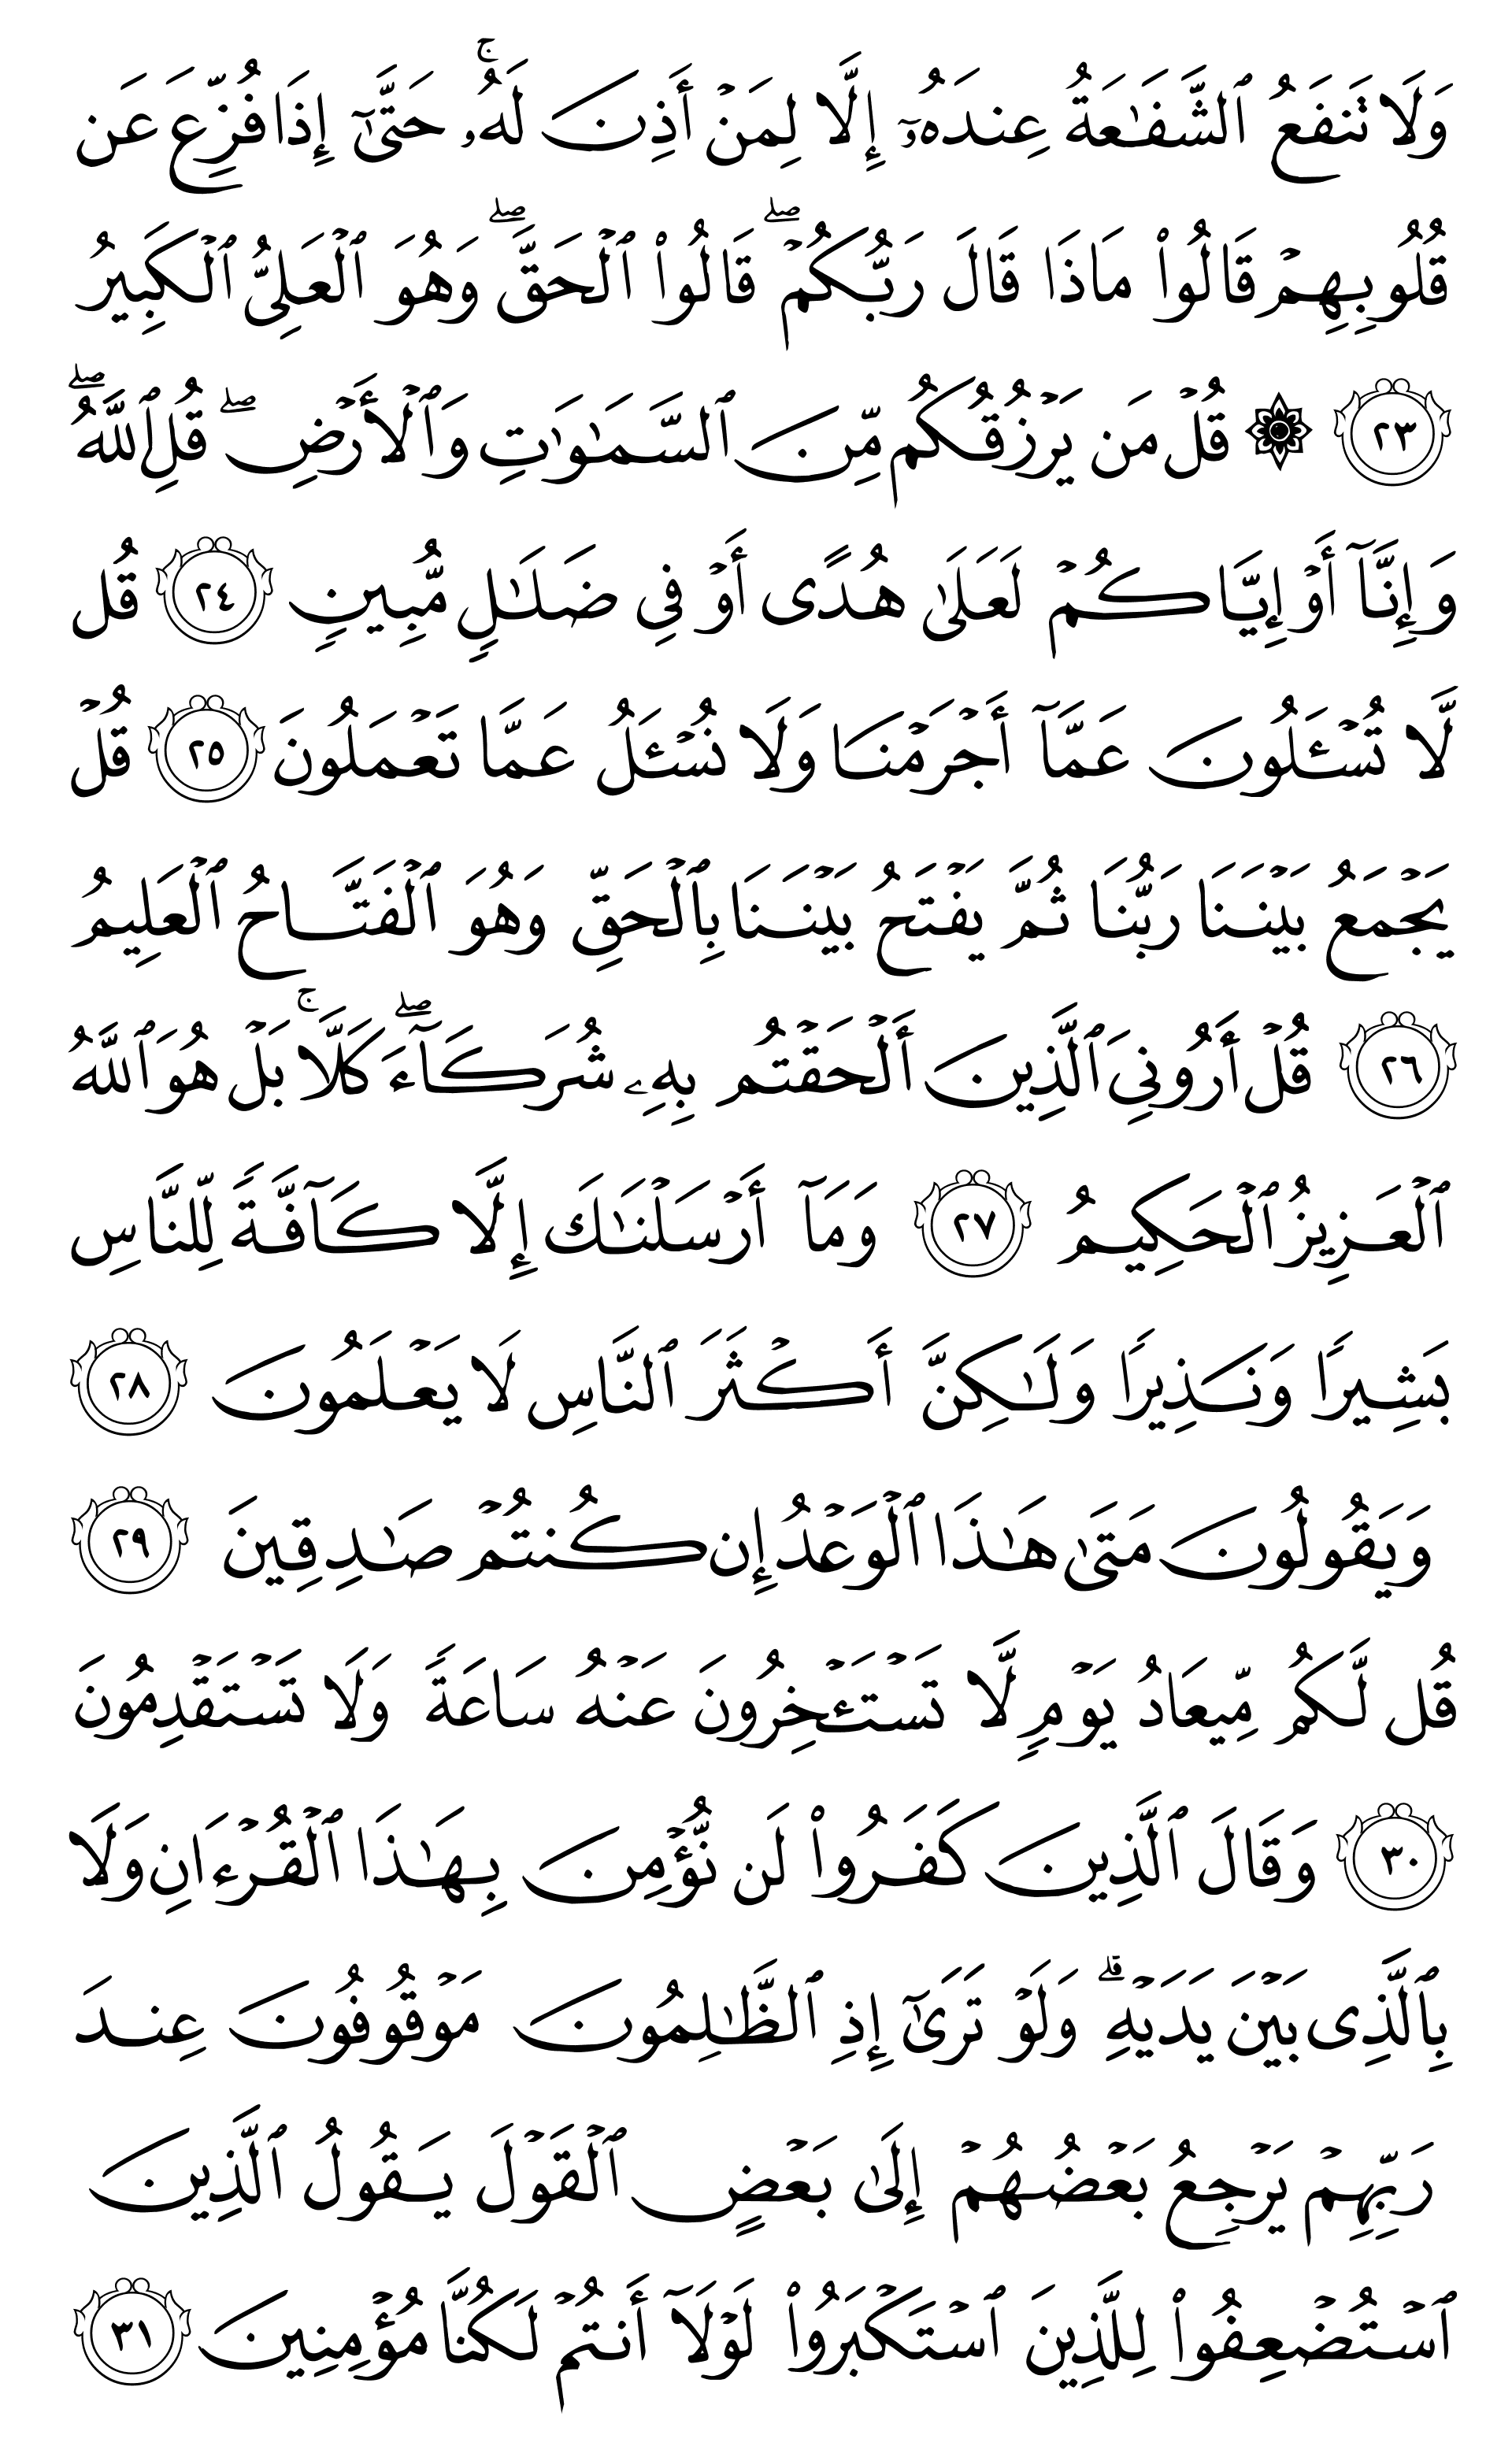 وَلَا تَنفَعُ ٱلشَّفَٰعَةُ عِندَهُۥٓ إِلَّا لِمَنۡ أَذِنَ لَهُۥۚ حَتَّىٰٓ إِذَا فُزِّعَ عَن
قُلُوبِهِمۡ قَالُواْ مَاذَا قَالَ رَبُّكُمۡۖ قَالُواْ ٱلۡحَقَّۖ وَهُوَ ٱلۡعَلِيُّ ٱلۡكَبِيرُ
٢٣ ۞ قُلۡ مَن يَرۡزُقُكُم مِّنَ ٱلسَّمَٰوَٰتِ وَٱلۡأَرۡضِۖ قُلِ ٱللَّهُۖ
وَإِنَّآ أَوۡ إِيَّاكُمۡ لَعَلَىٰ هُدًى أَوۡ فِي ضَلَٰلٖ مُّبِينٖ ٢٤ قُل
لَّا تُسۡـَٔلُونَ عَمَّآ أَجۡرَمۡنَا وَلَا نُسۡـَٔلُ عَمَّا تَعۡمَلُونَ ٢٥ قُلۡ
يَجۡمَعُ بَيۡنَنَا رَبُّنَا ثُمَّ يَفۡتَحُ بَيۡنَنَا بِٱلۡحَقِّ وَهُوَ ٱلۡفَتَّاحُ ٱلۡعَلِيمُ
٢٦ قُلۡ أَرُونِيَ ٱلَّذِينَ أَلۡحَقۡتُم بِهِۦ شُرَكَآءَۖ كَلَّاۚ بَلۡ هُوَ ٱللَّهُ
ٱلۡعَزِيزُ ٱلۡحَكِيمُ ٢٧ وَمَآ أَرۡسَلۡنَٰكَ إِلَّا كَآفَّةٗ لِّلنَّاسِ
بَشِيرٗا وَنَذِيرٗا وَلَٰكِنَّ أَكۡثَرَ ٱلنَّاسِ لَا يَعۡلَمُونَ ٢٨
وَيَقُولُونَ مَتَىٰ هَٰذَا ٱلۡوَعۡدُ إِن كُنتُمۡ صَٰدِقِينَ ٢٩
قُل لَّكُم مِّيعَادُ يَوۡمٖ لَّا تَسۡتَـٔۡخِرُونَ عَنۡهُ سَاعَةٗ وَلَا تَسۡتَقۡدِمُونَ
٣٠ وَقَالَ ٱلَّذِينَ كَفَرُواْ لَن نُّؤۡمِنَ بِهَٰذَا ٱلۡقُرۡءَانِ وَلَا
بِٱلَّذِي بَيۡنَ يَدَيۡهِۗ وَلَوۡ تَرَىٰٓ إِذِ ٱلظَّٰلِمُونَ مَوۡقُوفُونَ عِندَ
رَبِّهِمۡ يَرۡجِعُ بَعۡضُهُمۡ إِلَىٰ بَعۡضٍ ٱلۡقَوۡلَ يَقُولُ ٱلَّذِينَ
ٱسۡتُضۡعِفُواْ لِلَّذِينَ ٱسۡتَكۡبَرُواْ لَوۡلَآ أَنتُمۡ لَكُنَّا مُؤۡمِنِينَ ٣١